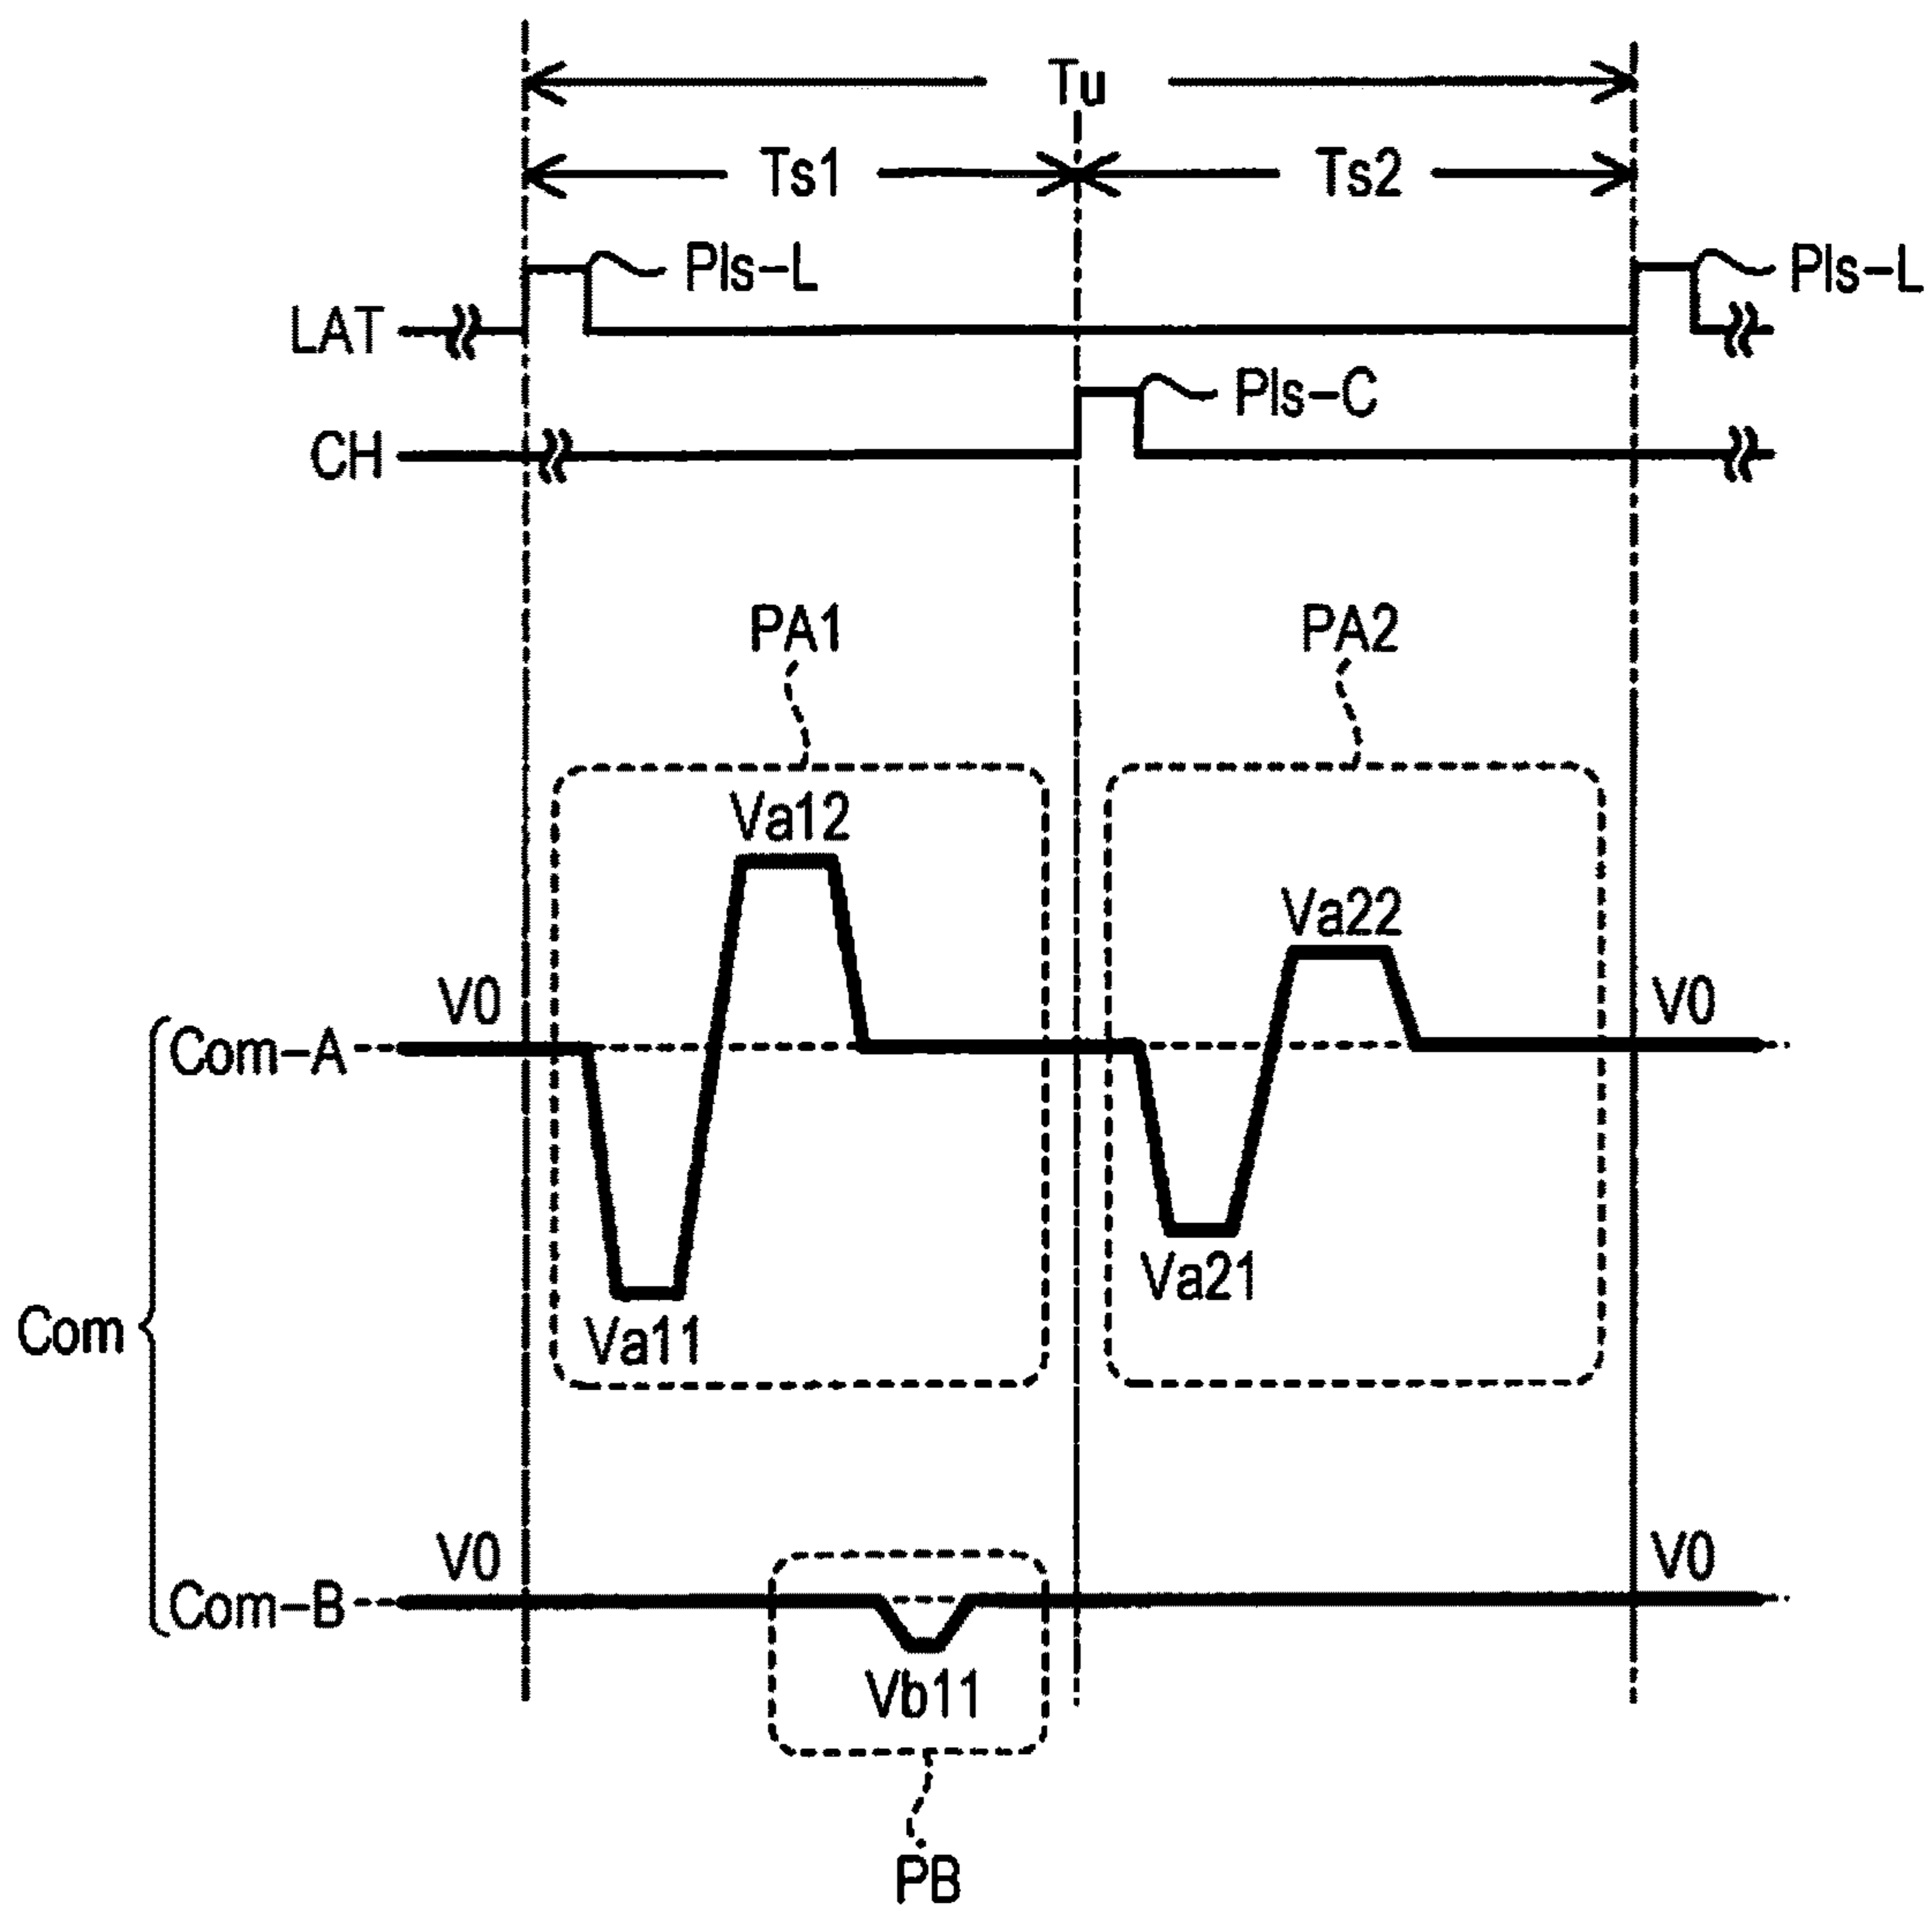 Tu
Ts1
Ts2
Pls-L
Pls-L
LAT
Pls-C
CH
PA1
PA2
Va12
Va22
V0
V0
Com-A
Va21
Va11
Com
V0
V0
Com-B
Vb11
PB